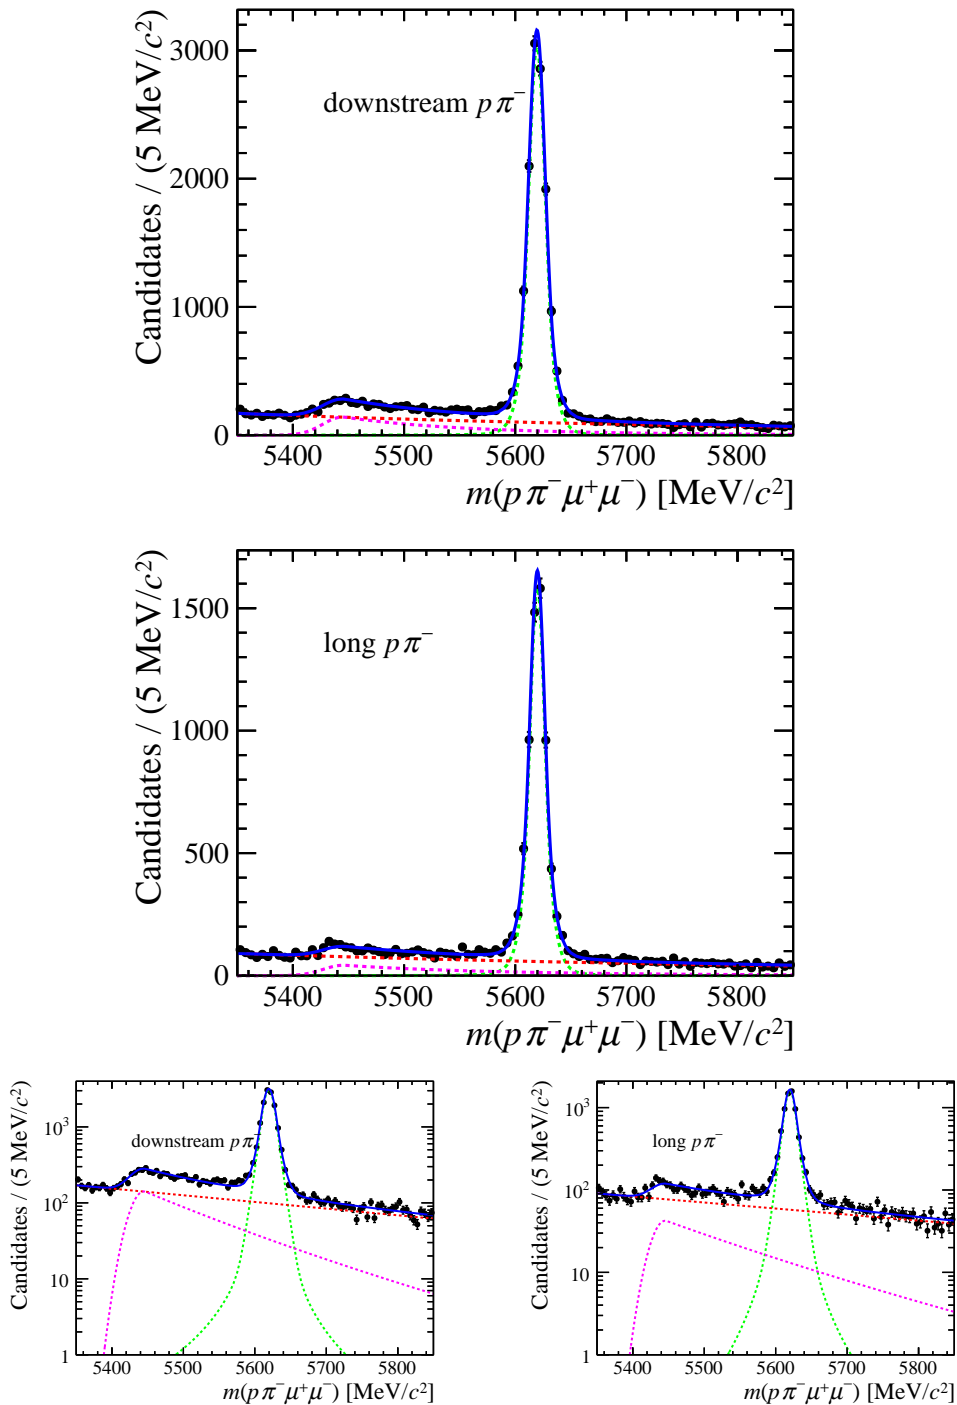 Candidates / (5 MeV/c²)
3000
2000
1000
0
downstream pπ⁻
5400 5500 5600 5700 5800
m(pπ⁻μ⁺μ⁻) [MeV/c²]
Candidates / (5 MeV/c²)
1500
1000
500
0
long pπ⁻
5400 5500 5600 5700 5800
m(pπ⁻μ⁺μ⁻) [MeV/c²]
Candidates / (5 MeV/c²)
10³
10²
10
1
downstream pπ⁻
5400 5500 5600 5700 5800
m(pπ⁻μ⁺μ⁻) [MeV/c²]
Candidates / (5 MeV/c²)
10³
10²
10
1
long pπ⁻
5400 5500 5600 5700 5800
m(pπ⁻μ⁺μ⁻) [MeV/c²]